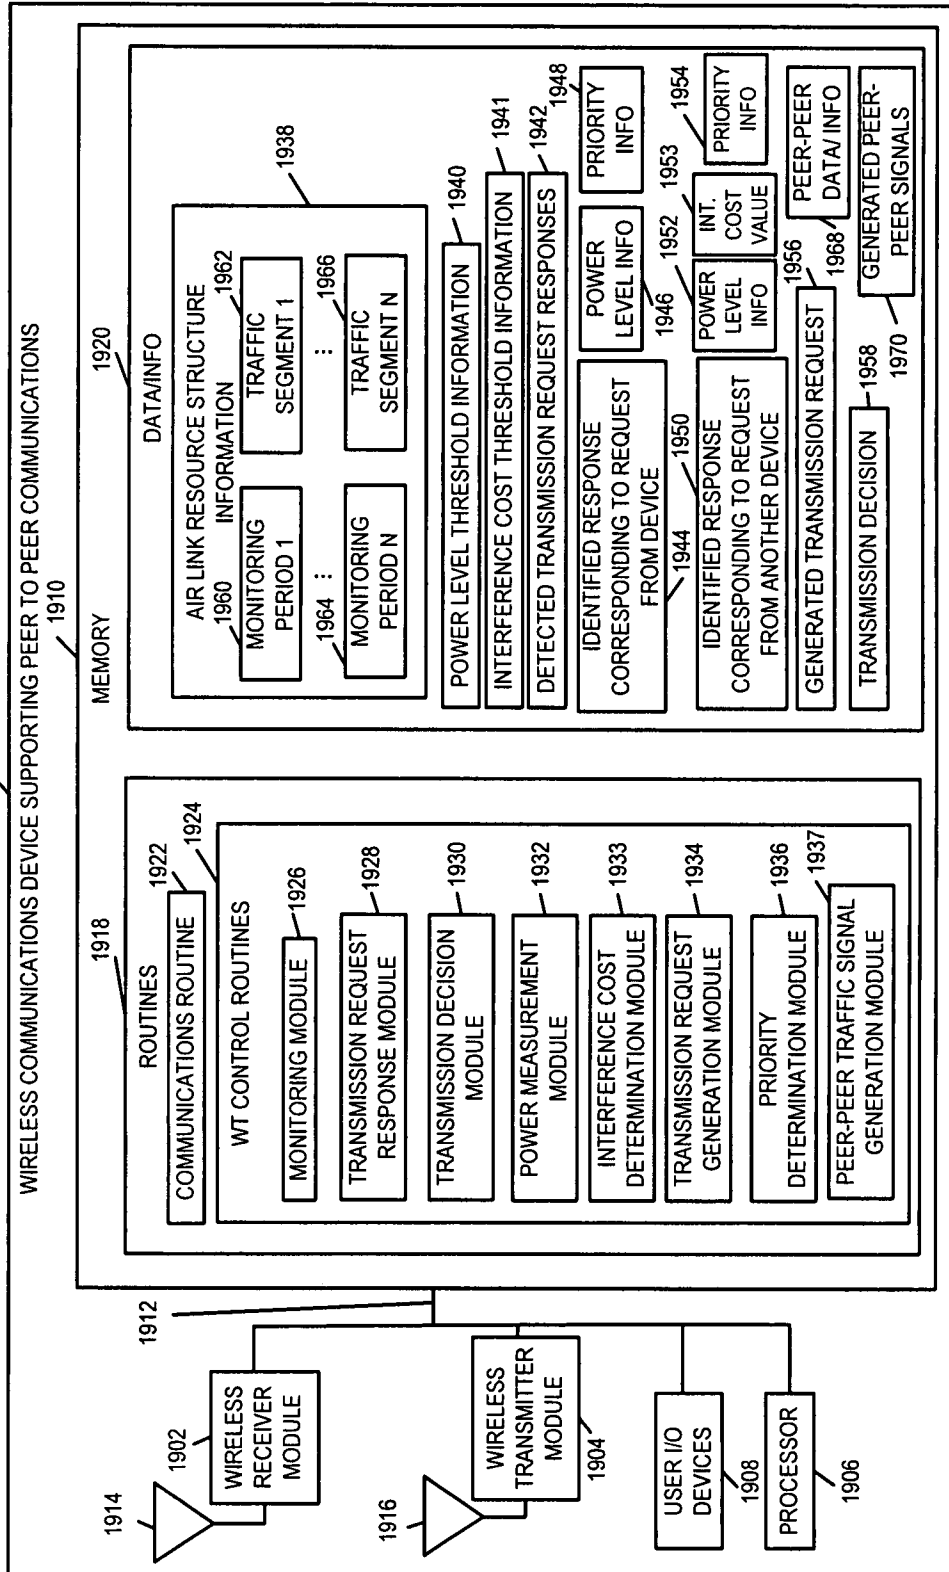 WIRELESS COMMUNICATIONS DEVICE SUPPORTING PEER TO PEER COMMUNICATIONS
1914
1902
WIRELESS
RECEIVER
MODULE
1916
WIRELESS
TRANSMITTER
MODULE
1904
USER I/O
DEVICES
1908
PROCESSOR
1906
1912
1910
MEMORY
1918
ROUTINES
1922
COMMUNICATIONS ROUTINE
1924
WT CONTROL ROUTINES
1926
MONITORING MODULE
1928
TRANSMISSION REQUEST
RESPONSE MODULE
1930
TRANSMISSION DECISION
MODULE
1932
POWER MEASUREMENT
MODULE
1933
INTERFERENCE COST
DETERMINATION MODULE
1934
TRANSMISSION REQUEST
GENERATION MODULE
1936
PRIORITY
DETERMINATION MODULE
1937
PEER-PEER TRAFFIC SIGNAL
GENERATION MODULE
1920
DATA/INFO
1938
AIR LINK RESOURCE STRUCTURE
INFORMATION
1960
MONITORING
PERIOD 1
1962
TRAFFIC
SEGMENT 1
1964
MONITORING
PERIOD N
1966
TRAFFIC
SEGMENT N
1940
POWER LEVEL THRESHOLD INFORMATION
1941
INTERFERENCE COST THRESHOLD INFORMATION
1942
DETECTED TRANSMISSION REQUEST RESPONSES
IDENTIFIED RESPONSE
CORRESPONDING TO REQUEST
FROM DEVICE
1944
POWER
LEVEL INFO
1946
1948
PRIORITY
INFO
1950
IDENTIFIED RESPONSE
CORRESPONDING TO REQUEST
FROM ANOTHER DEVICE
1952
POWER
LEVEL
INFO
1953
INT.
COST
VALUE
1954
PRIORITY
INFO
1956
GENERATED TRANSMISSION REQUEST
PEER-PEER
DATA/ INFO
1968
1958
TRANSMISSION DECISION
GENERATED PEER-
PEER SIGNALS
1970